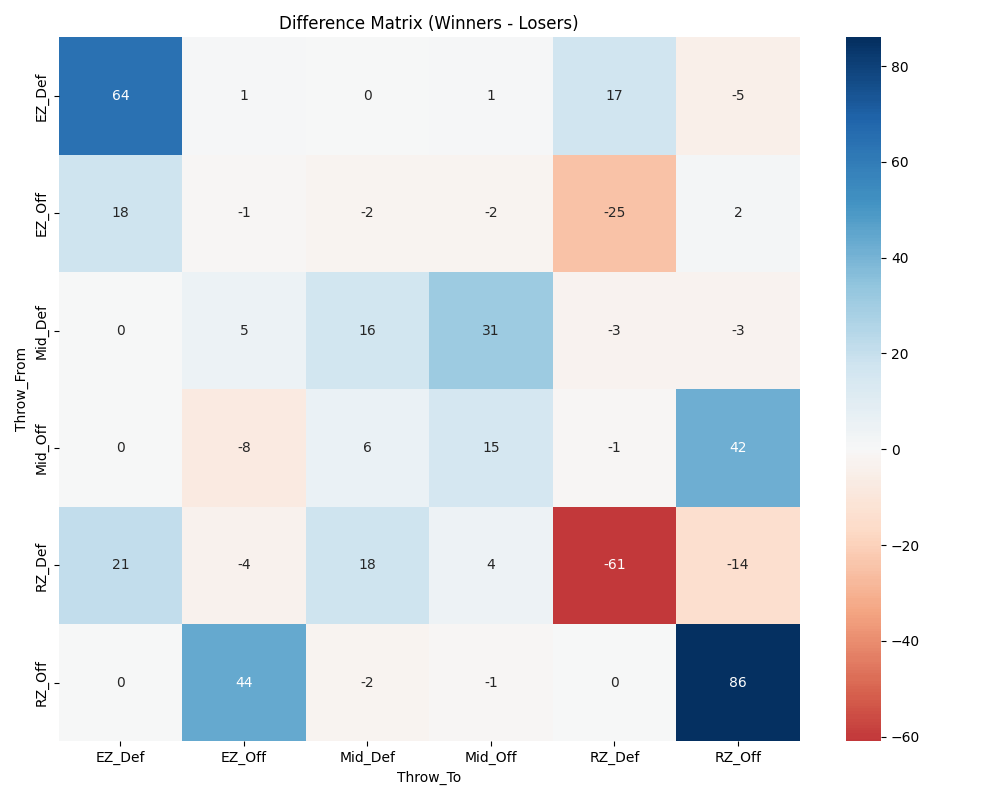 Difference Matrix (Winners - Losers)
Throw_From
EZ_Def 64 1 0 1 17 -5
EZ_Off 18 -1 -2 -2 -25 2
Mid_Def 0 5 16 31 -3 -3
Mid_Off 0 -8 6 15 -1 42
RZ_Def 21 -4 18 4 -61 -14
RZ_Off 0 44 -2 -1 0 86
EZ_Def EZ_Off Mid_Def Mid_Off RZ_Def RZ_Off
Throw_To
80
60
40
20
0
−20
−40
−60